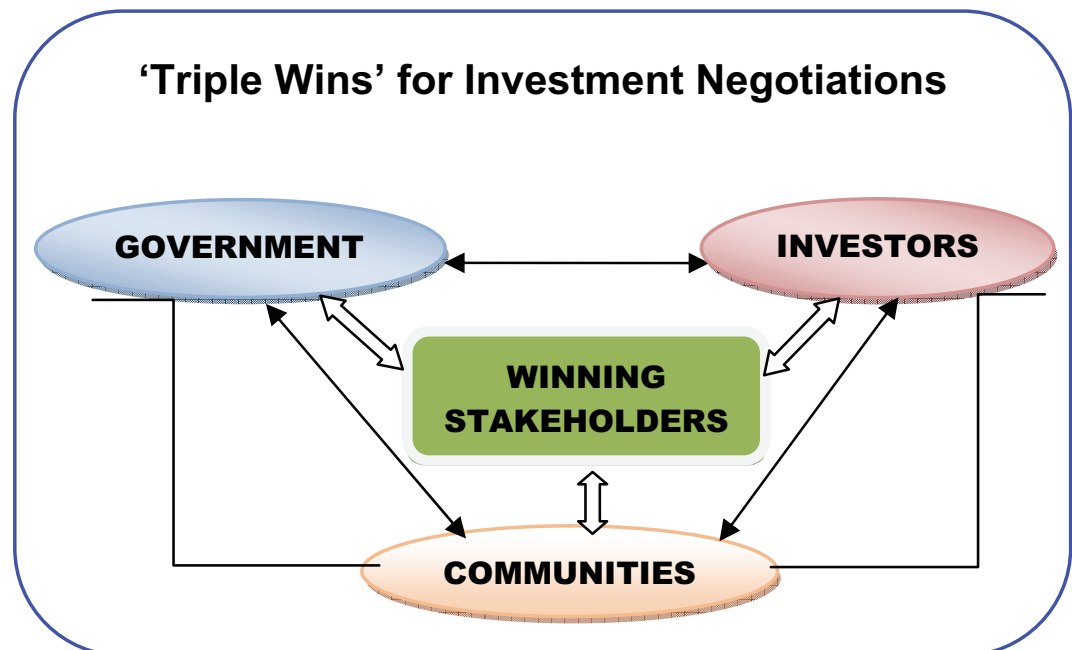 ‘Triple Wins’ for Investment Negotiations
GOVERNMENT
INVESTORS
WINNING
STAKEHOLDERS
COMMUNITIES